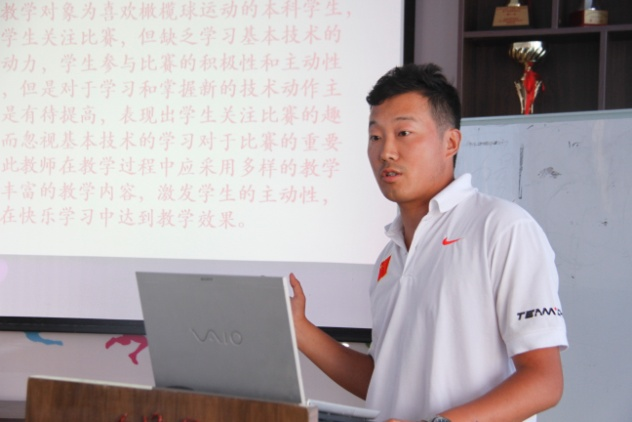 教学对象为喜欢橄榄球运动的本科学生，
学生关注比赛，但缺乏学习基本技术的
动力，学生参与比赛的积极性和主动性
，但是对于学习和掌握新的技术动作主
是有待提高，表现出学生关注比赛的趣
而忽视基本技术的学习对于比赛的重要
此教师在教学过程中应采用多样的教学
丰富的教学内容，激发学生的主动性，
在快乐学习中达到教学效果。
VAIO
TEAM